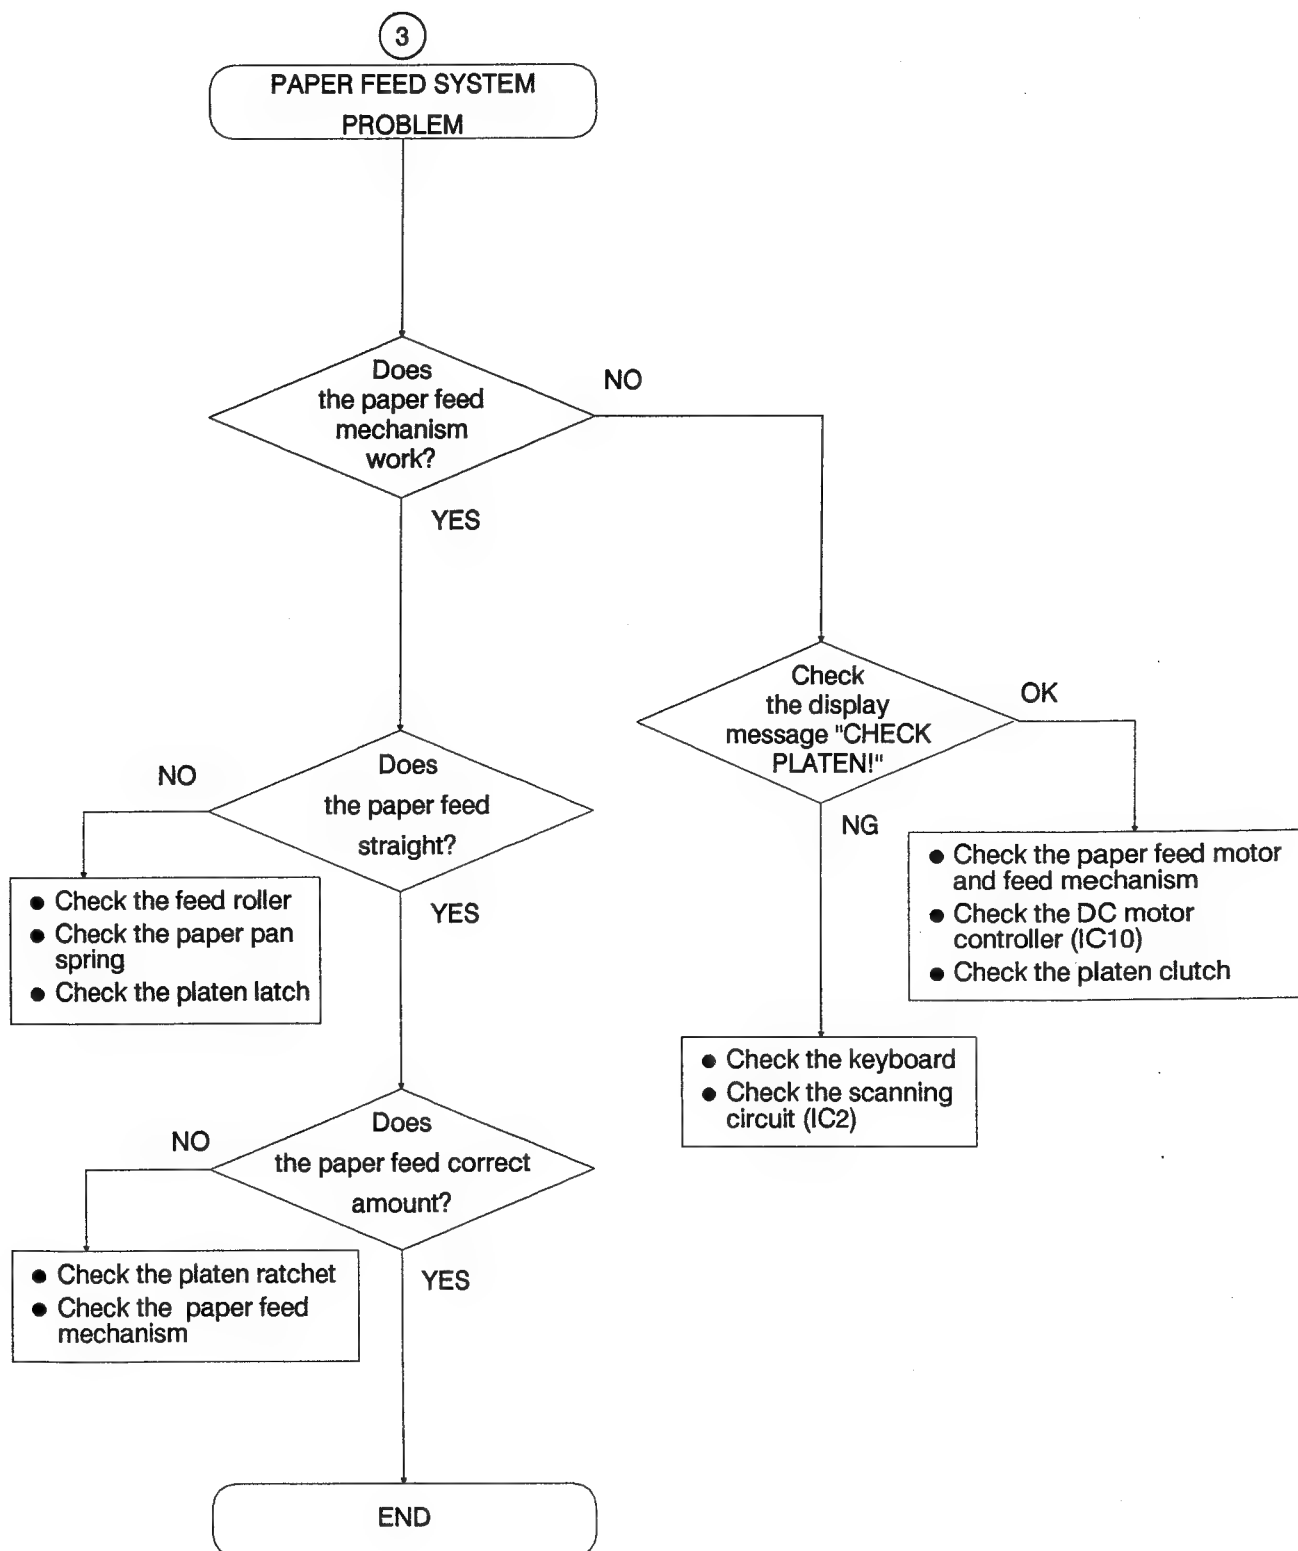 3
PAPER FEED SYSTEM
PROBLEM
Does
the paper feed
mechanism
work?
NO
YES
Check
the display
message "CHECK
PLATEN!"
OK
NG
Does
the paper feed
straight?
NO
YES
● Check the paper feed motor
and feed mechanism
● Check the DC motor
controller (IC10)
● Check the platen clutch
● Check the feed roller
● Check the paper pan
spring
● Check the platen latch
● Check the keyboard
● Check the scanning
circuit (IC2)
Does
the paper feed correct
amount?
NO
YES
● Check the platen ratchet
● Check the paper feed
mechanism
END